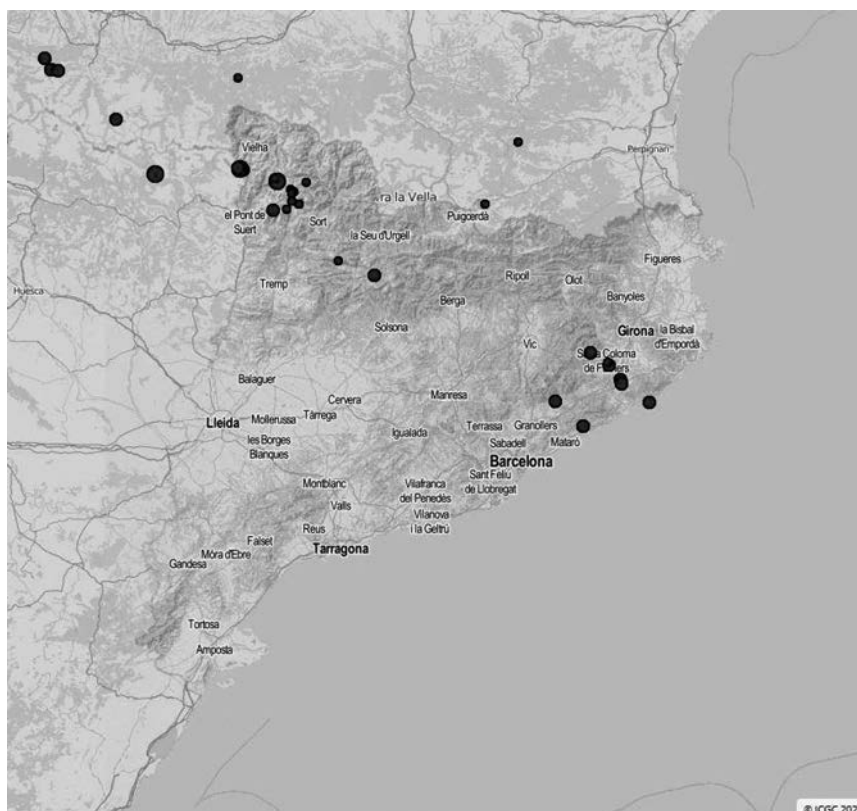 Vielha
Perpignan
ra la Vella
Puigcerdà
el Pont de
Suert
Sort
la Seu d'Urgell
Figueres
Ripoll
Olot
Tremp
Huesca
Berga
Banyoles
Solsona
Girona
la Bisbal
d'Empordà
Vic
Coloma
de
Balaguer
Cervera
Manresa
Lleida
Mollerussa
Tàrrega
Igualada
Terrassa
Granollers
les Borges
Blanques
Sabadell
Mataró
Barcelona
Montblanc
Vilafranca
del Penedès
Sant Feliu
de Llobregat
Valls
Vilanova
i la Geltrú
Reus
Falset
Tarragona
Móra d'Ebre
Gandesa
Tortosa
Amposta
© ICGC 202